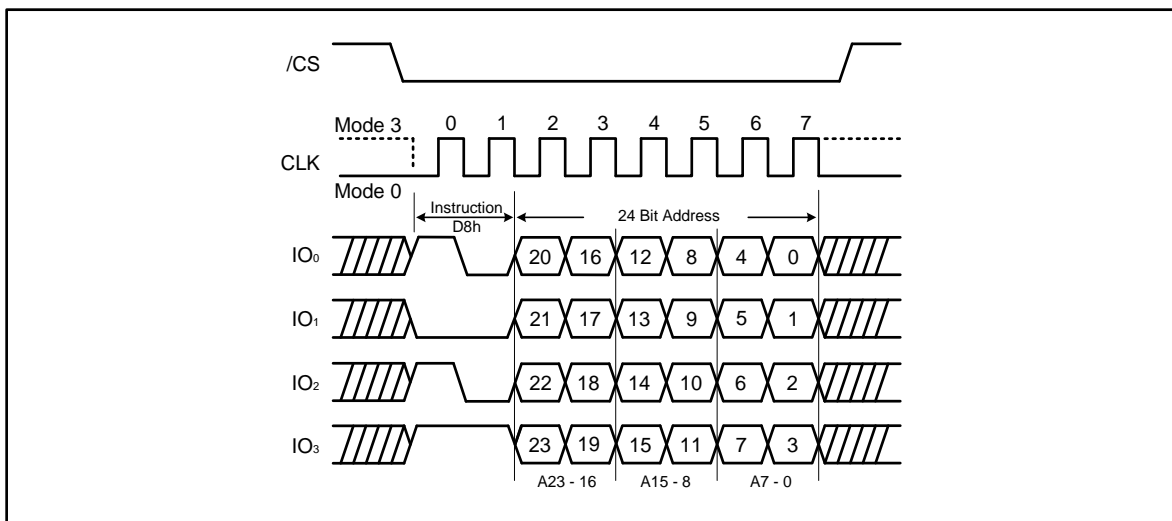 /CS
Mode 3
0 1 2 3 4 5 6 7
CLK
Mode 0
Instruction
D8h
24 Bit Address
IO₀ 20 16 12 8 4 0
IO₁ 21 17 13 9 5 1
IO₂ 22 18 14 10 6 2
IO₃ 23 19 15 11 7 3
A23 - 16 A15 - 8 A7 - 0